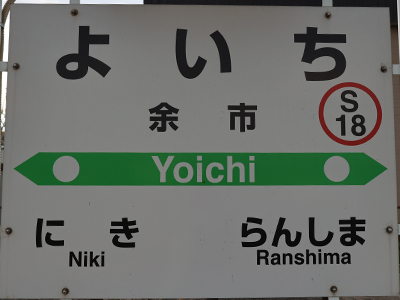 よいち
余市
S
18
Yoichi
にき らんしま
Niki Ranshima